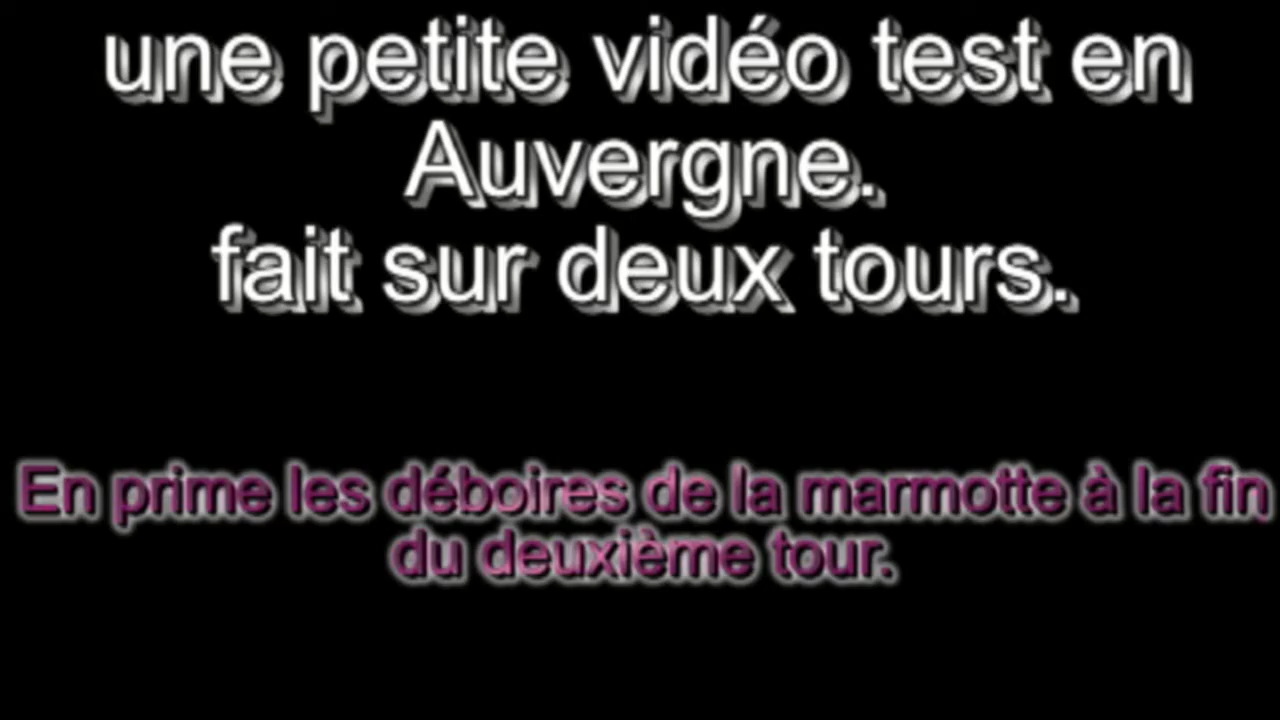 une petite vidéo test en
Auvergne.
fait sur deux tours.
En prime les déboires de la marmotte à la fin
du deuxième tour.